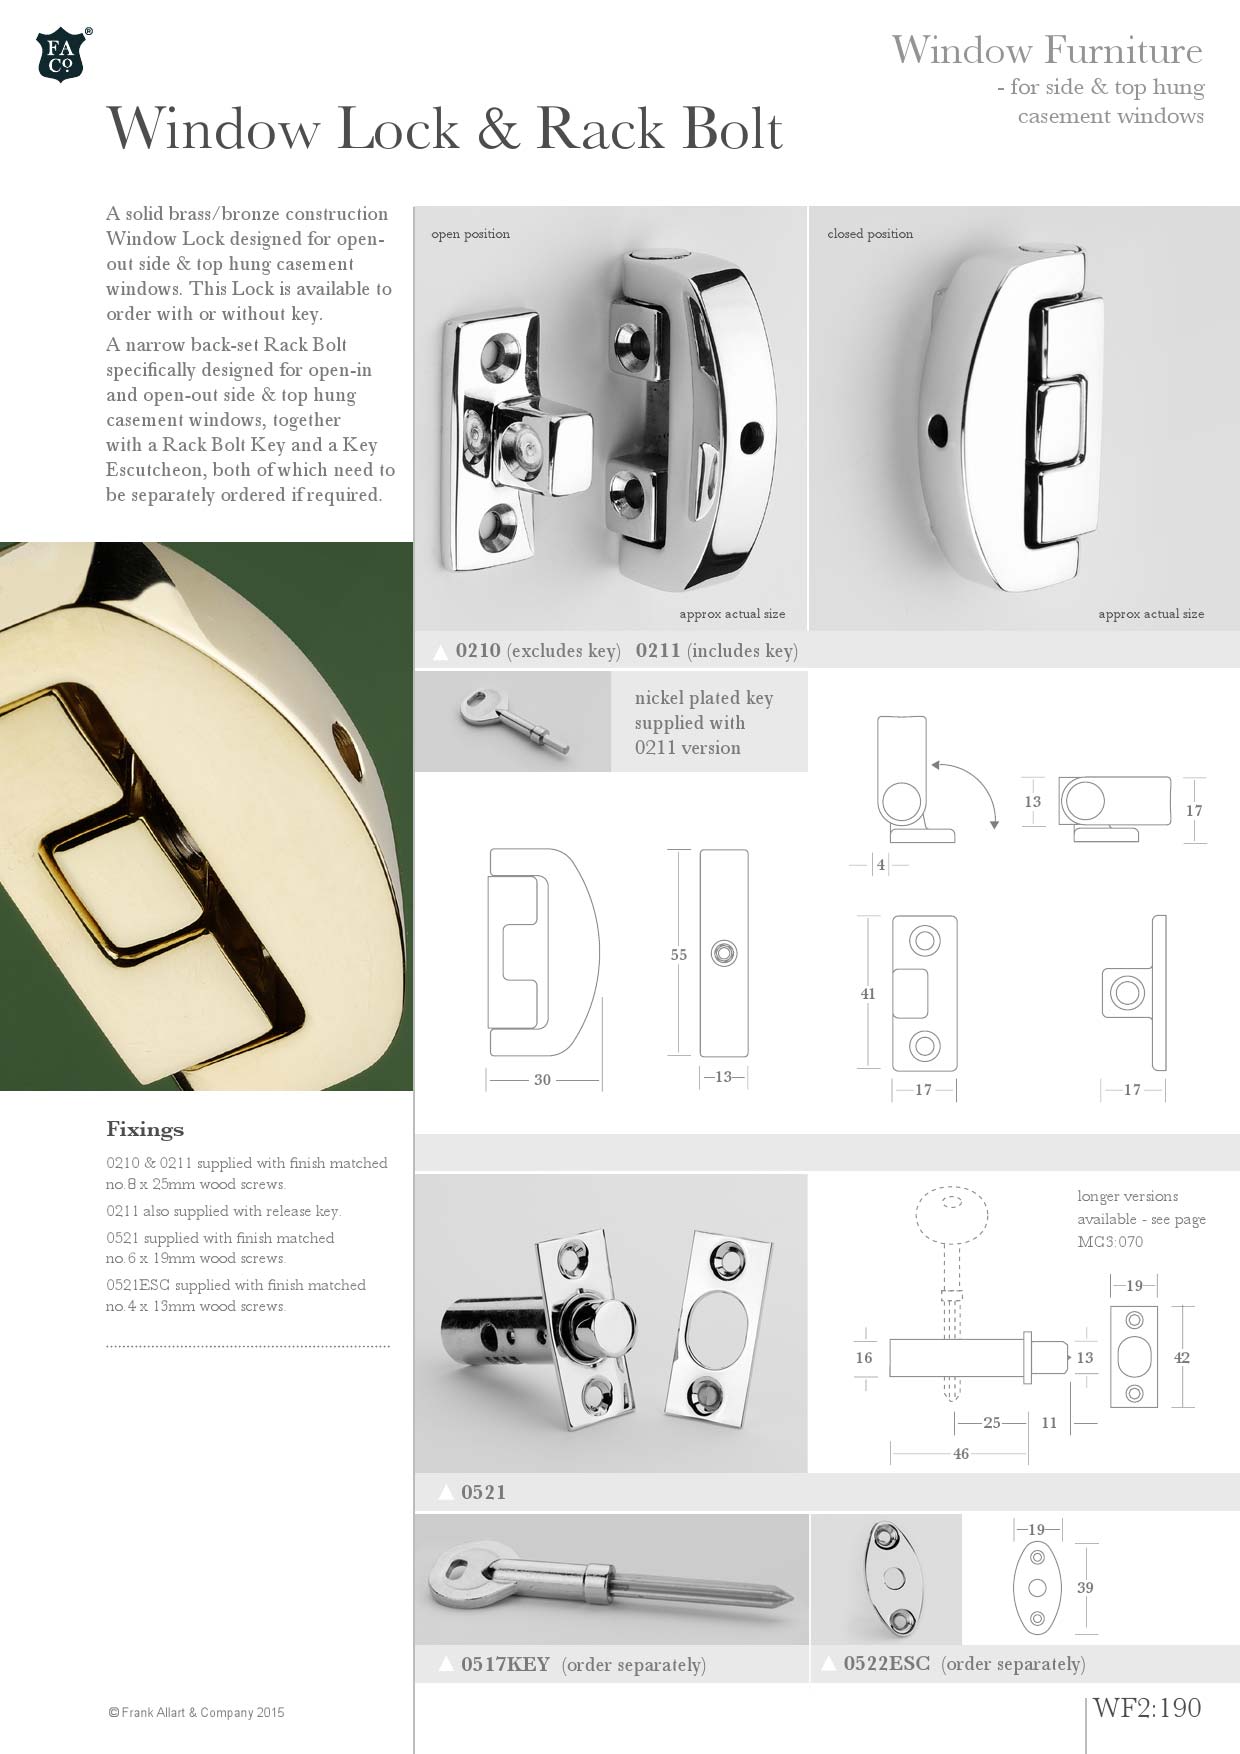 FA
Co.
®
Window Furniture
- for side & top hung
casement windows
Window Lock & Rack Bolt
A solid brass/bronze construction
Window Lock designed for open-
out side & top hung casement
windows. This Lock is available to
order with or without key.
A narrow back-set Rack Bolt
specifically designed for open-in
and open-out side & top hung
casement windows, together
with a Rack Bolt Key and a Key
Escutcheon, both of which need to
be separately ordered if required.
open position
closed position
approx actual size
approx actual size
0210 (excludes key) 0211 (includes key)
nickel plated key
supplied with
0211 version
13
17
4
55
41
30
13
17
17
Fixings
0210 & 0211 supplied with finish matched
no. 8 x 25mm wood screws.
0211 also supplied with release key.
0521 supplied with finish matched
no. 6 x 19mm wood screws.
0521ESC supplied with finish matched
no. 4 x 13mm wood screws.
longer versions
available - see page
MC3:070
19
16
13
42
25
11
46
0521
19
39
0517KEY (order separately)
0522ESC (order separately)
© Frank Allart & Company 2015
WF2:190